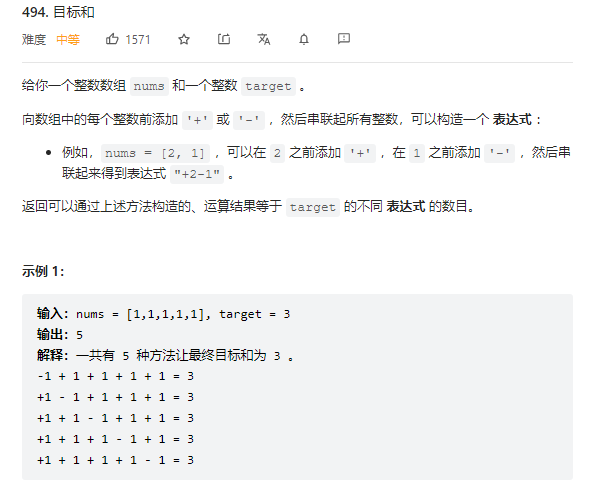 494. 目标和
难度 中等 1571
给你一个整数数组 nums 和一个整数 target 。
向数组中的每个整数前添加 '+' 或 '-' ，然后串联起所有整数，可以构造一个 表达式 ：
例如，nums = [2, 1] ，可以在 2 之前添加 '+' ，在 1 之前添加 '-' ，然后串
联起来得到表达式 "+2-1" 。
返回可以通过上述方法构造的、运算结果等于 target 的不同 表达式 的数目。
示例 1：
输入：nums = [1,1,1,1,1], target = 3
输出：5
解释：一共有 5 种方法让最终目标和为 3 。
-1 + 1 + 1 + 1 + 1 = 3
+1 - 1 + 1 + 1 + 1 = 3
+1 + 1 - 1 + 1 + 1 = 3
+1 + 1 + 1 - 1 + 1 = 3
+1 + 1 + 1 + 1 - 1 = 3